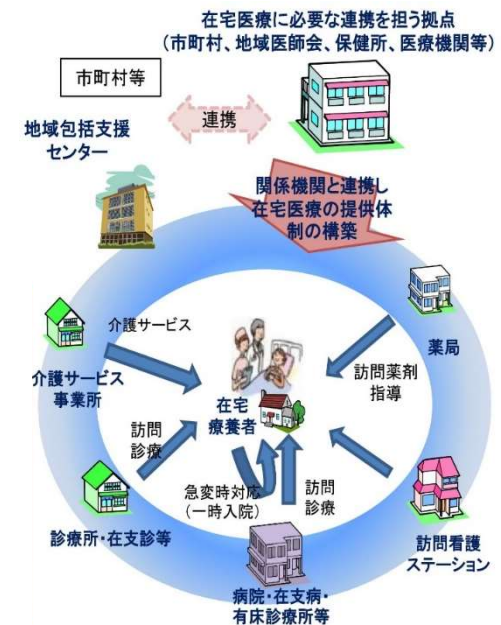 在宅医療に必要な連携を担う拠点
（市町村、地域医師会、保健所、医療機関等）
市町村等
連携
地域包括支援
センター
関係機関と連携し
在宅医療の提供体
制の構築
介護サービス
薬局
介護サービス
事業所
訪問薬剤
指導
在宅
療養者
訪問
診療
急変時対応
（一時入院）
訪問
診療
診療所・在支診等
訪問看護
ステーション
病院・在支病・
有床診療所等